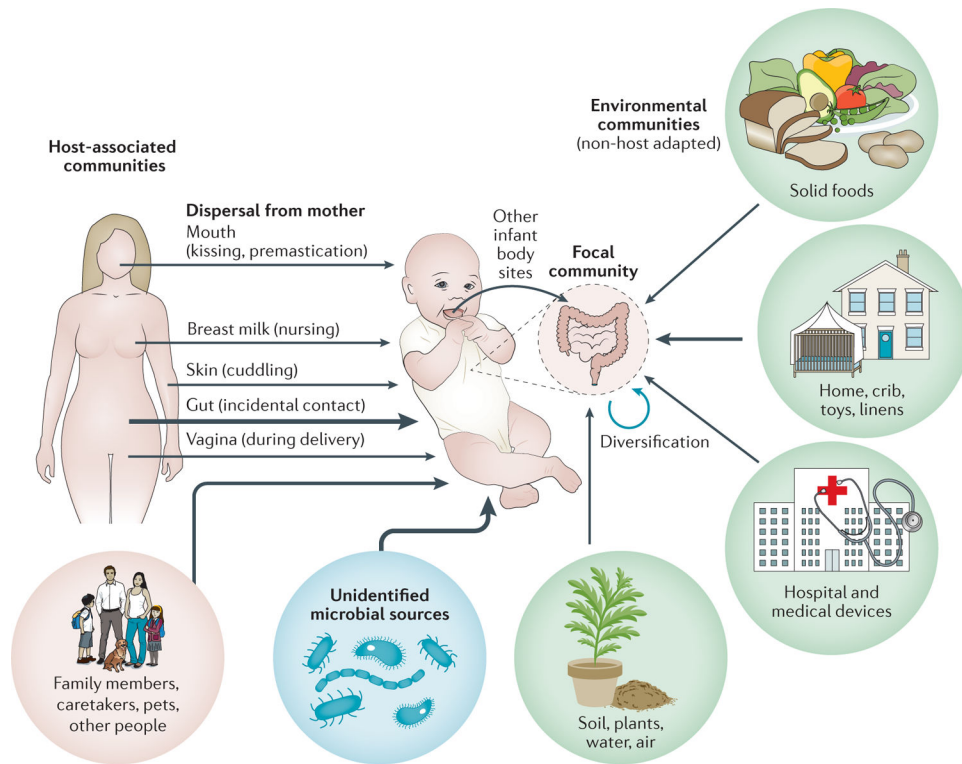 Host-associated
communities
Dispersal from mother
Mouth
(kissing, premastication)
Breast milk (nursing)
Skin (cuddling)
Gut (incidental contact)
Vagina (during delivery)
Other
infant
body
sites
Focal
community
Diversification
Environmental
communities
(non-host adapted)
Solid foods
Home, crib,
toys, linens
Hospital and
medical devices
Family members,
caretakers, pets,
other people
Unidentified
microbial sources
Soil, plants,
water, air